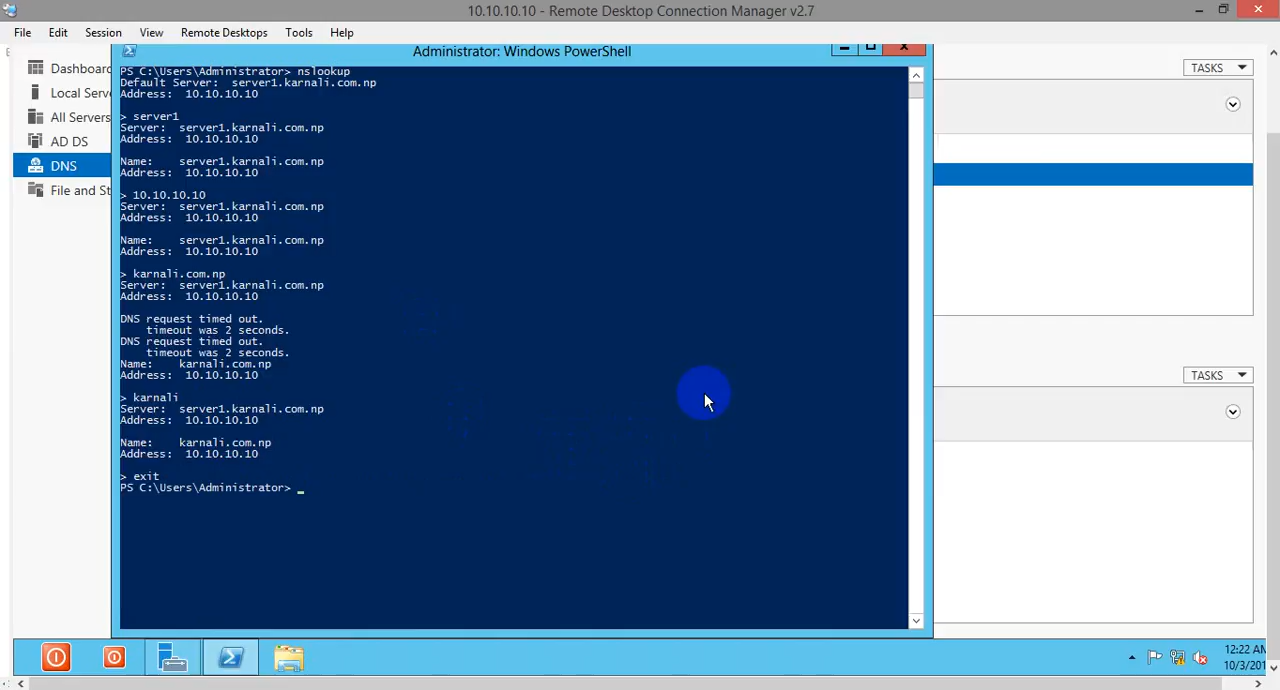 10.10.10.10 - Remote Desktop Connection Manager v2.7
File Edit Session View Remote Desktops Tools Help
Administrator: Windows PowerShell
Dashboard
Local Serve
All Servers
AD DS
DNS
File and St
TASKS
TASKS
PS C:\Users\Administrator> nslookup
Default Server:  server1.karnali.com.np
Address:  10.10.10.10
> server1
Server:  server1.karnali.com.np
Address:  10.10.10.10
Name:    server1.karnali.com.np
Address:  10.10.10.10
> 10.10.10.10
Server:  server1.karnali.com.np
Address:  10.10.10.10
Name:    server1.karnali.com.np
Address:  10.10.10.10
> karnali.com.np
Server:  server1.karnali.com.np
Address:  10.10.10.10
DNS request timed out.
    timeout was 2 seconds.
DNS request timed out.
    timeout was 2 seconds.
Name:    karnali.com.np
Address:  10.10.10.10
> karnali
Server:  server1.karnali.com.np
Address:  10.10.10.10
Name:    karnali.com.np
Address:  10.10.10.10
> exit
PS C:\Users\Administrator>
12:22 AM
10/3/201